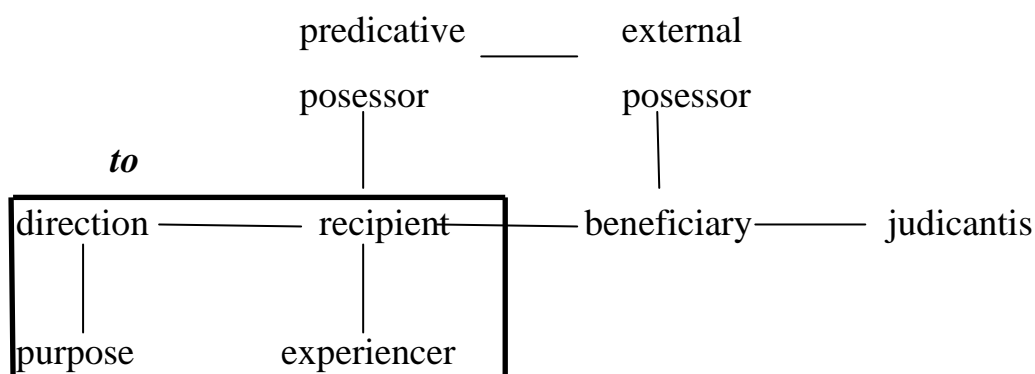 predicative external
posessor posessor
to
direction recipient beneficiary judicantis
purpose experiencer